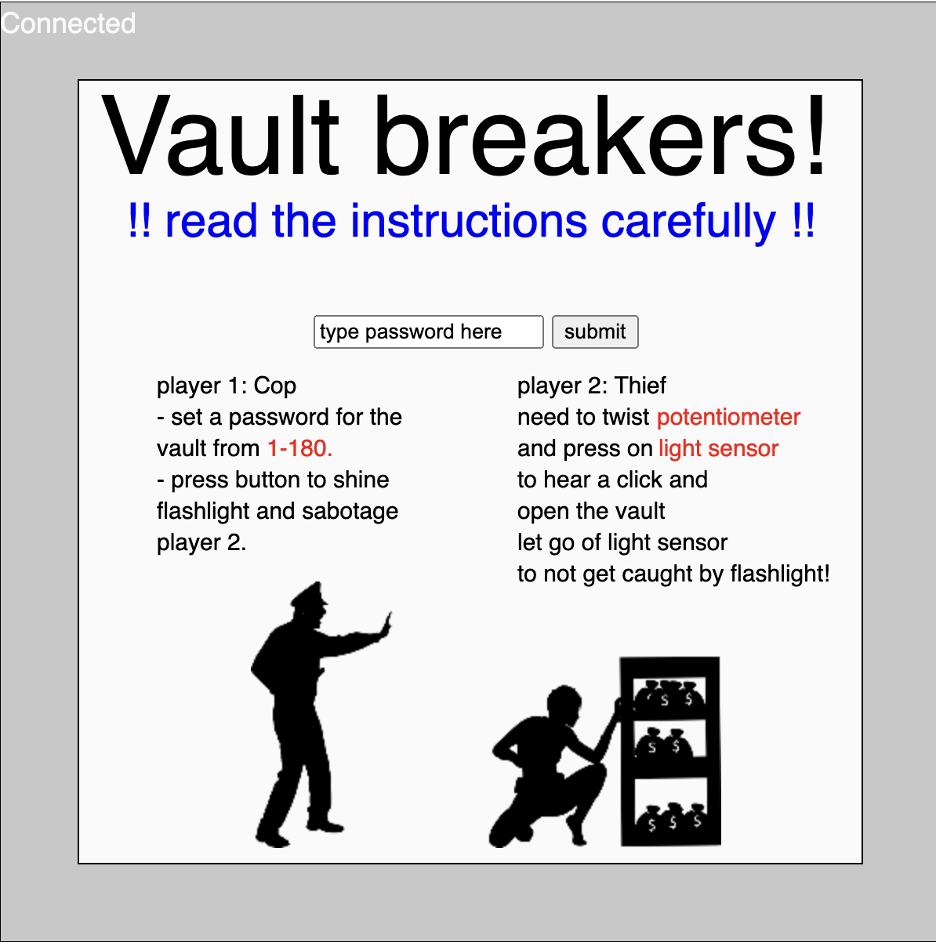 Connected
Vault breakers!
!! read the instructions carefully !!
type password here
submit
player 1: Cop
- set a password for the
vault from 1-180.
- press button to shine
flashlight and sabotage
player 2.
player 2: Thief
need to twist potentiometer
and press on light sensor
to hear a click and
open the vault
let go of light sensor
to not get caught by flashlight!
$ $
$ $
$ $ $